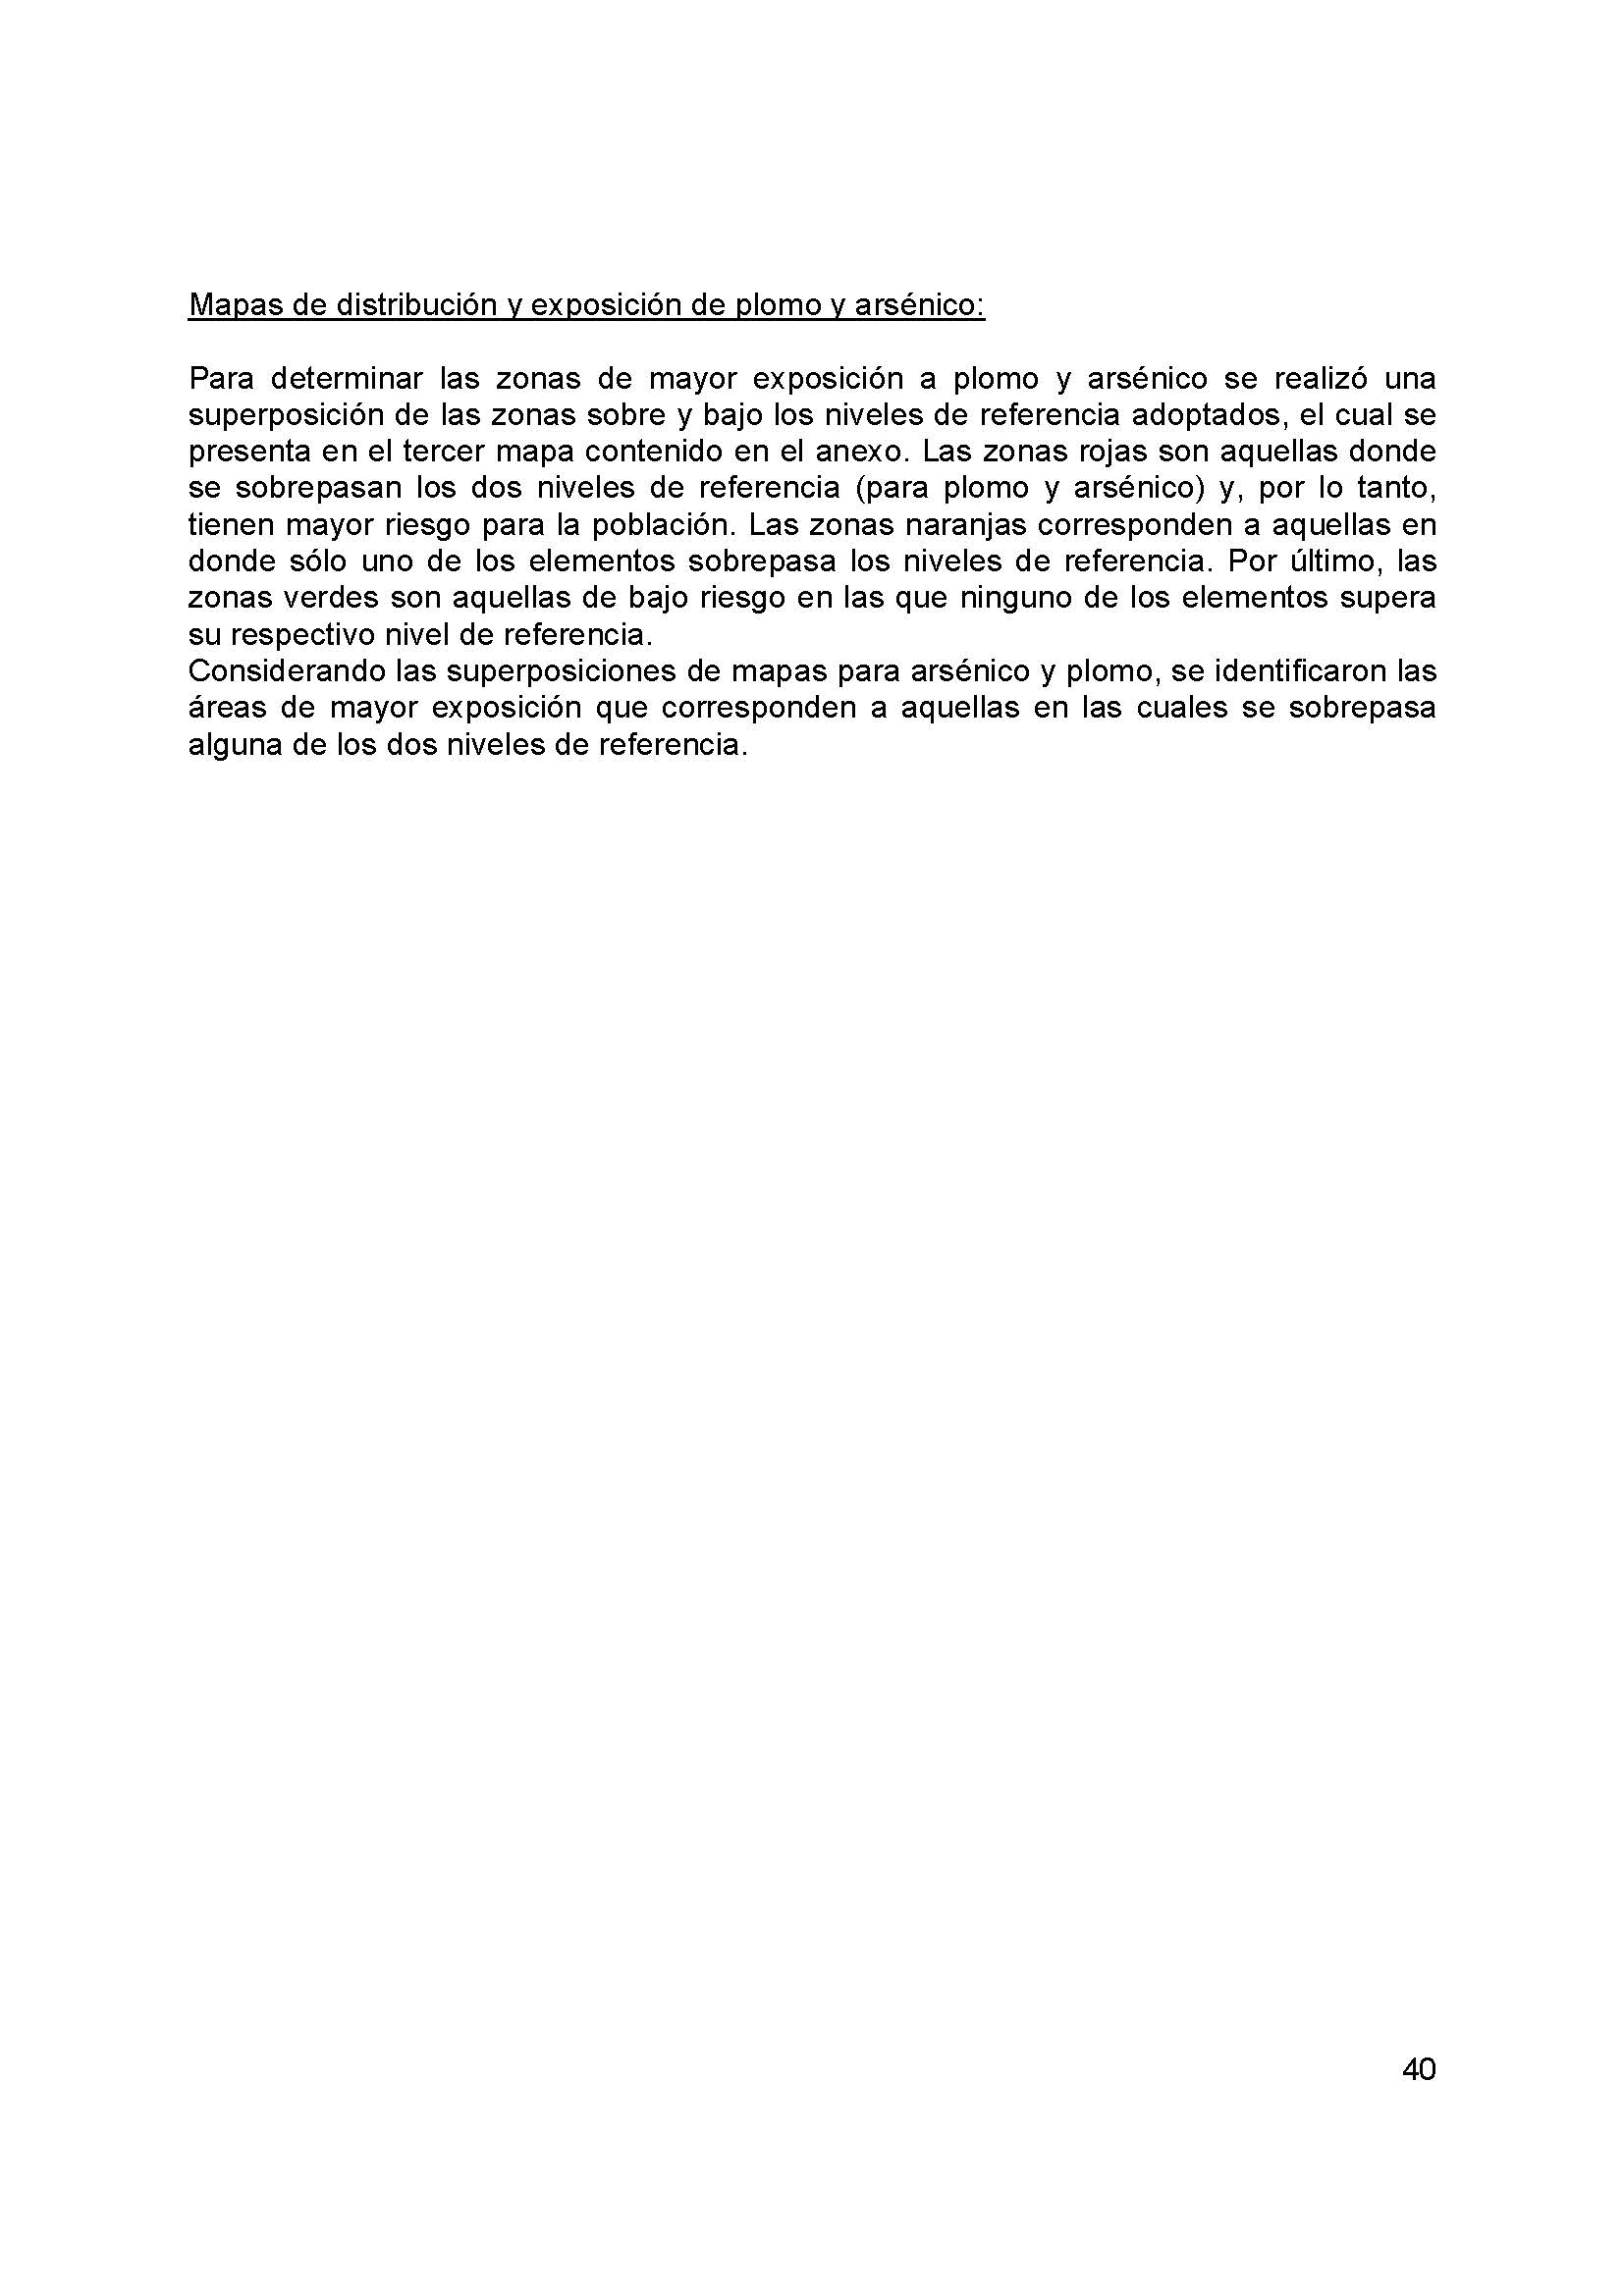 Mapas de distribución y exposición de plomo y arsénico:
Para determinar las zonas de mayor exposición a plomo y arsénico se realizó una
superposición de las zonas sobre y bajo los niveles de referencia adoptados, el cual se
presenta en el tercer mapa contenido en el anexo. Las zonas rojas son aquellas donde
se sobrepasan los dos niveles de referencia (para plomo y arsénico) y, por lo tanto,
tienen mayor riesgo para la población. Las zonas naranjas corresponden a aquellas en
donde sólo uno de los elementos sobrepasa los niveles de referencia. Por último, las
zonas verdes son aquellas de bajo riesgo en las que ninguno de los elementos supera
su respectivo nivel de referencia.
Considerando las superposiciones de mapas para arsénico y plomo, se identificaron las
áreas de mayor exposición que corresponden a aquellas en las cuales se sobrepasa
alguna de los dos niveles de referencia.
40